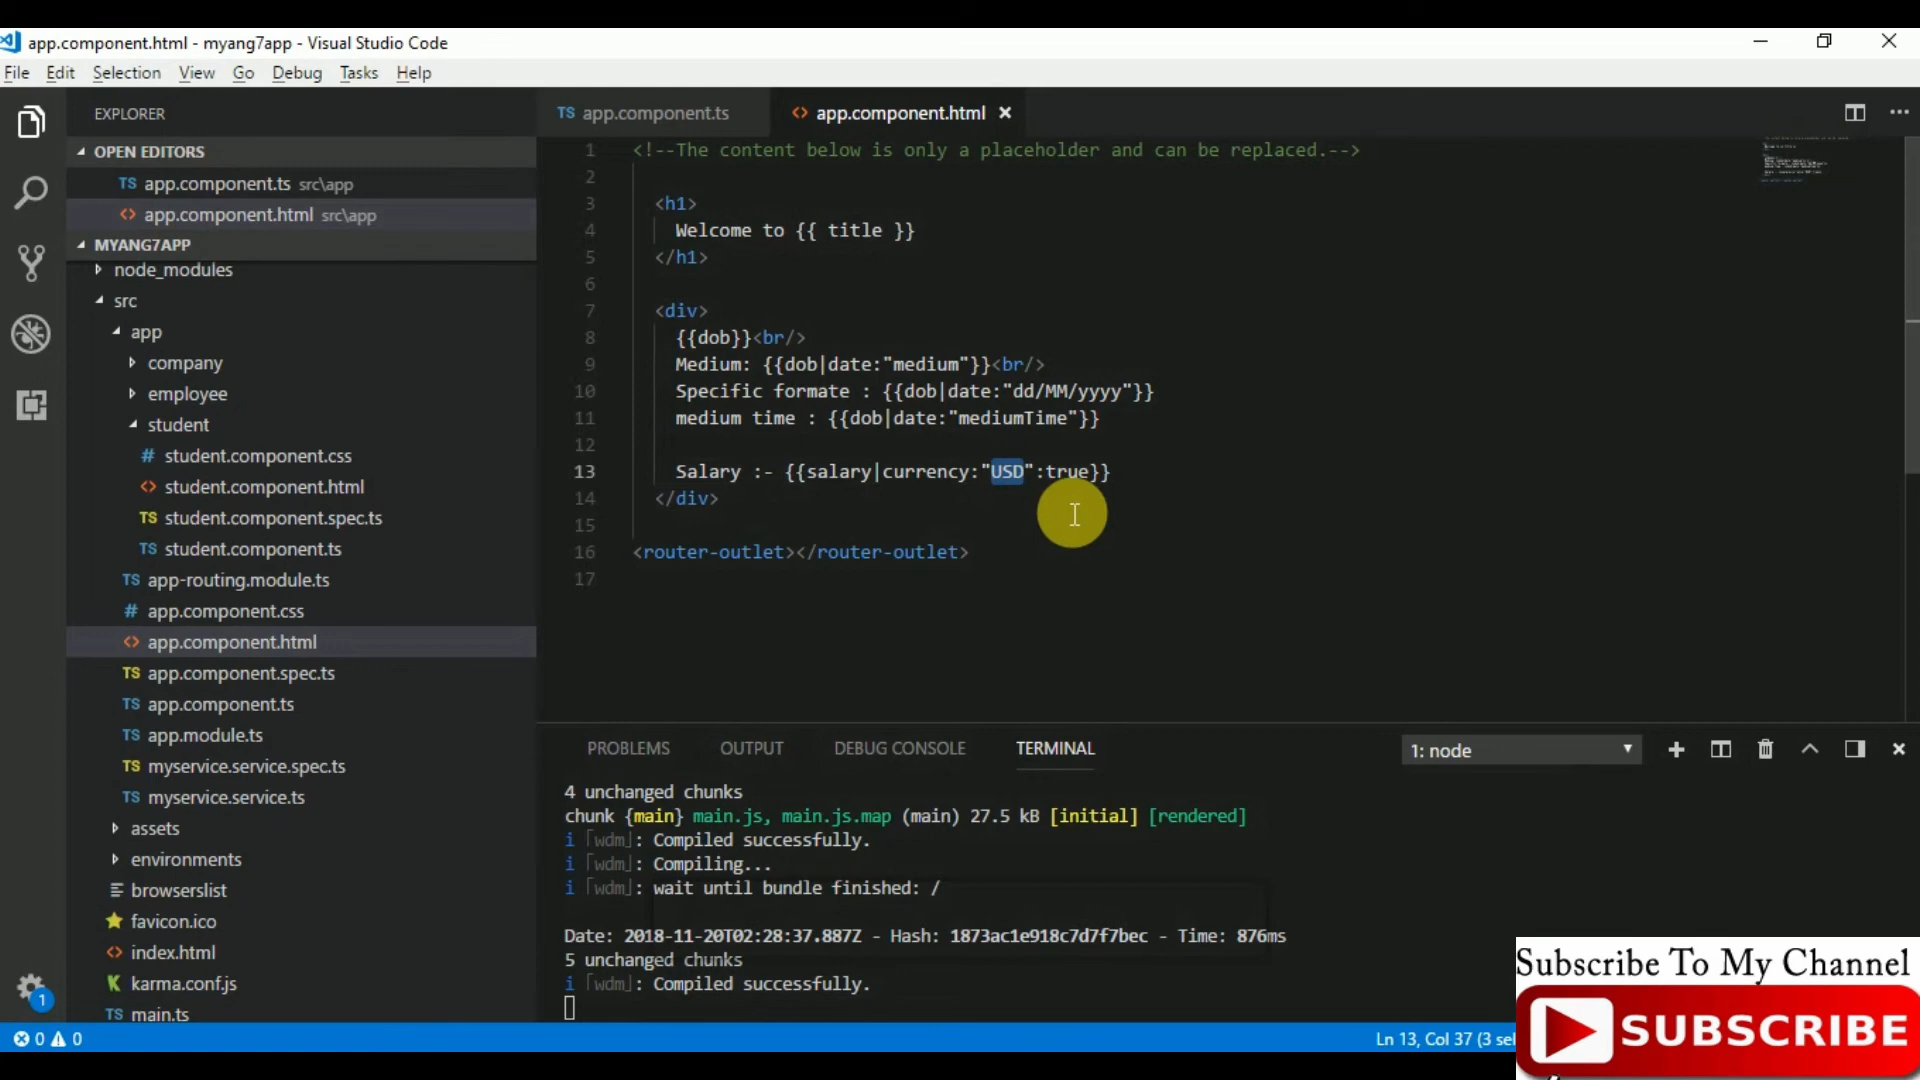 app.component.html - myang7app - Visual Studio Code
File Edit Selection View Go Debug Tasks Help
EXPLORER
OPEN EDITORS
TS app.component.ts src\app
<> app.component.html src\app
MYANG7APP
node_modules
src
app
company
employee
student
# student.component.css
<> student.component.html
TS student.component.spec.ts
TS student.component.ts
TS app-routing.module.ts
# app.component.css
<> app.component.html
TS app.component.spec.ts
TS app.component.ts
TS app.module.ts
TS myservice.service.spec.ts
TS myservice.service.ts
assets
environments
browserslist
favicon.ico
<> index.html
K karma.conf.js
TS main.ts
1
TS app.component.ts <> app.component.html
1 <!--The content below is only a placeholder and can be replaced.-->
2
3 <h1>
4 Welcome to {{ title }}
5 </h1>
6
7 <div>
8 {{dob}}<br/>
9 Medium: {{dob|date:"medium"}}<br/>
10 Specific formate : {{dob|date:"dd/MM/yyyy"}}
11 medium time : {{dob|date:"mediumTime"}}
12
13 Salary :- {{salary|currency:"USD":true}}
14 </div>
15
16 <router-outlet></router-outlet>
17
PROBLEMS OUTPUT DEBUG CONSOLE TERMINAL 1: node
4 unchanged chunks
chunk {main} main.js, main.js.map (main) 27.5 kB [initial] [rendered]
i ｢wdm｣: Compiled successfully.
i ｢wdm｣: Compiling...
i ｢wdm｣: wait until bundle finished: /
Date: 2018-11-20T02:28:37.887Z - Hash: 1873ac1e918c7d7f7bec - Time: 876ms
5 unchanged chunks
i ｢wdm｣: Compiled successfully.
0 0
Ln 13, Col 37 (3 sel
Subscribe To My Channel
SUBSCRIBE